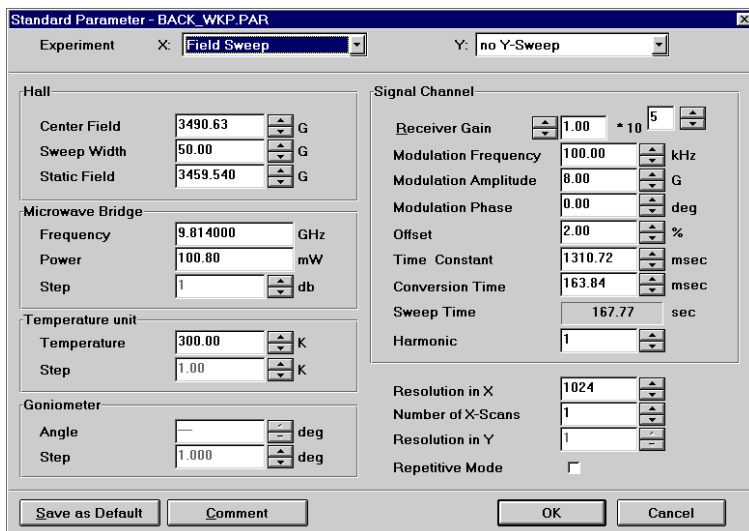 Standard Parameter - BACK_WKP.PAR
Experiment X: Field Sweep Y: no Y-Sweep
Hall
Center Field 3490.63 G
Sweep Width 50.00 G
Static Field 3459.540 G
Microwave Bridge
Frequency 9.814000 GHz
Power 100.80 mW
Step 1 db
Temperature unit
Temperature 300.00 K
Step 1.00 K
Goniometer
Angle --- deg
Step 1.000 deg
Signal Channel
Receiver Gain 1.00 * 10 5
Modulation Frequency 100.00 kHz
Modulation Amplitude 8.00 G
Modulation Phase 0.00 deg
Offset 2.00 %
Time Constant 1310.72 msec
Conversion Time 163.84 msec
Sweep Time 167.77 sec
Harmonic 1
Resolution in X 1024
Number of X-Scans 1
Resolution in Y 1
Repetitive Mode
Save as Default Comment OK Cancel